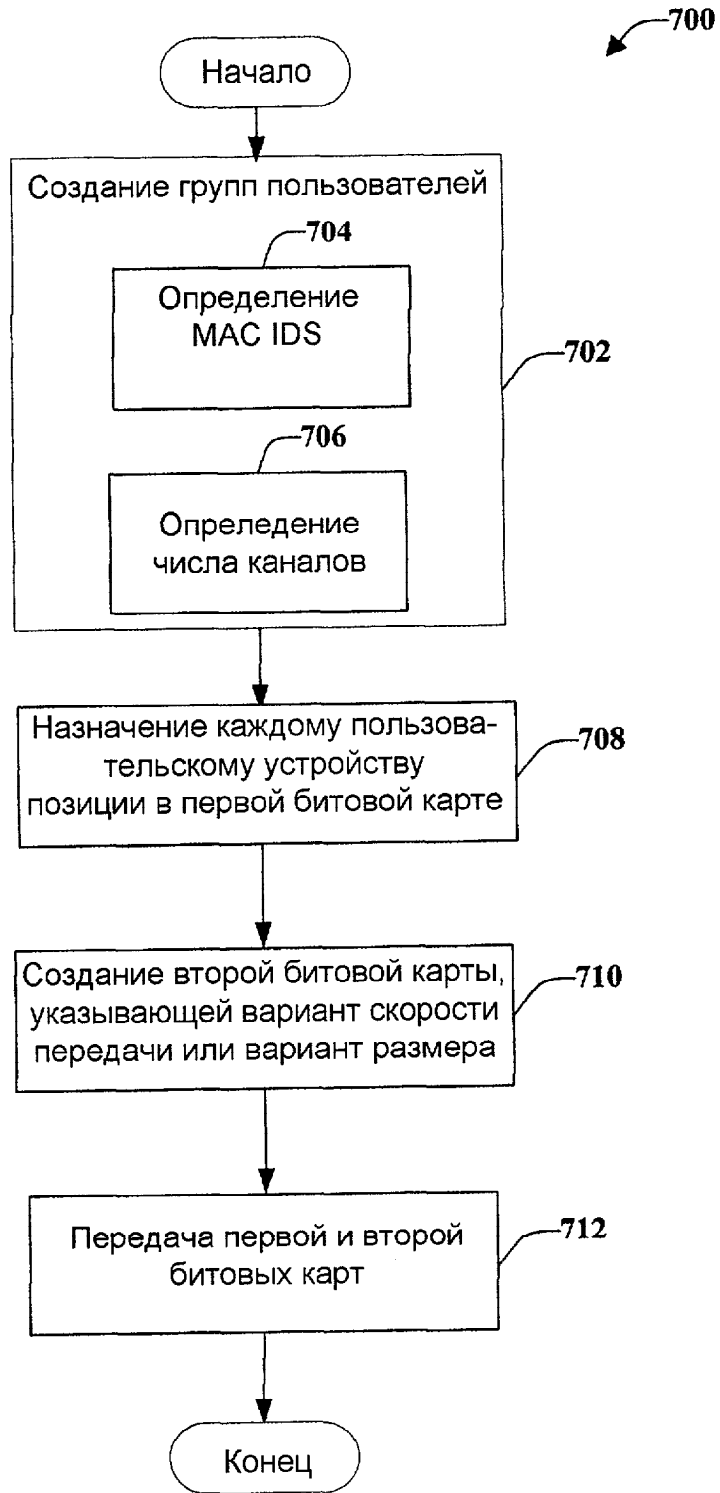 700
Начало
Создание групп пользователей
704
Определение
MAC IDS
702
706
Опреледение
числа каналов
Назначение каждому пользова-
тельскому устройству
позиции в первой битовой карте
708
Создание второй битовой карты,
указывающей вариант скорости
передачи или вариант размера
710
Передача первой и второй
битовых карт
712
Конец